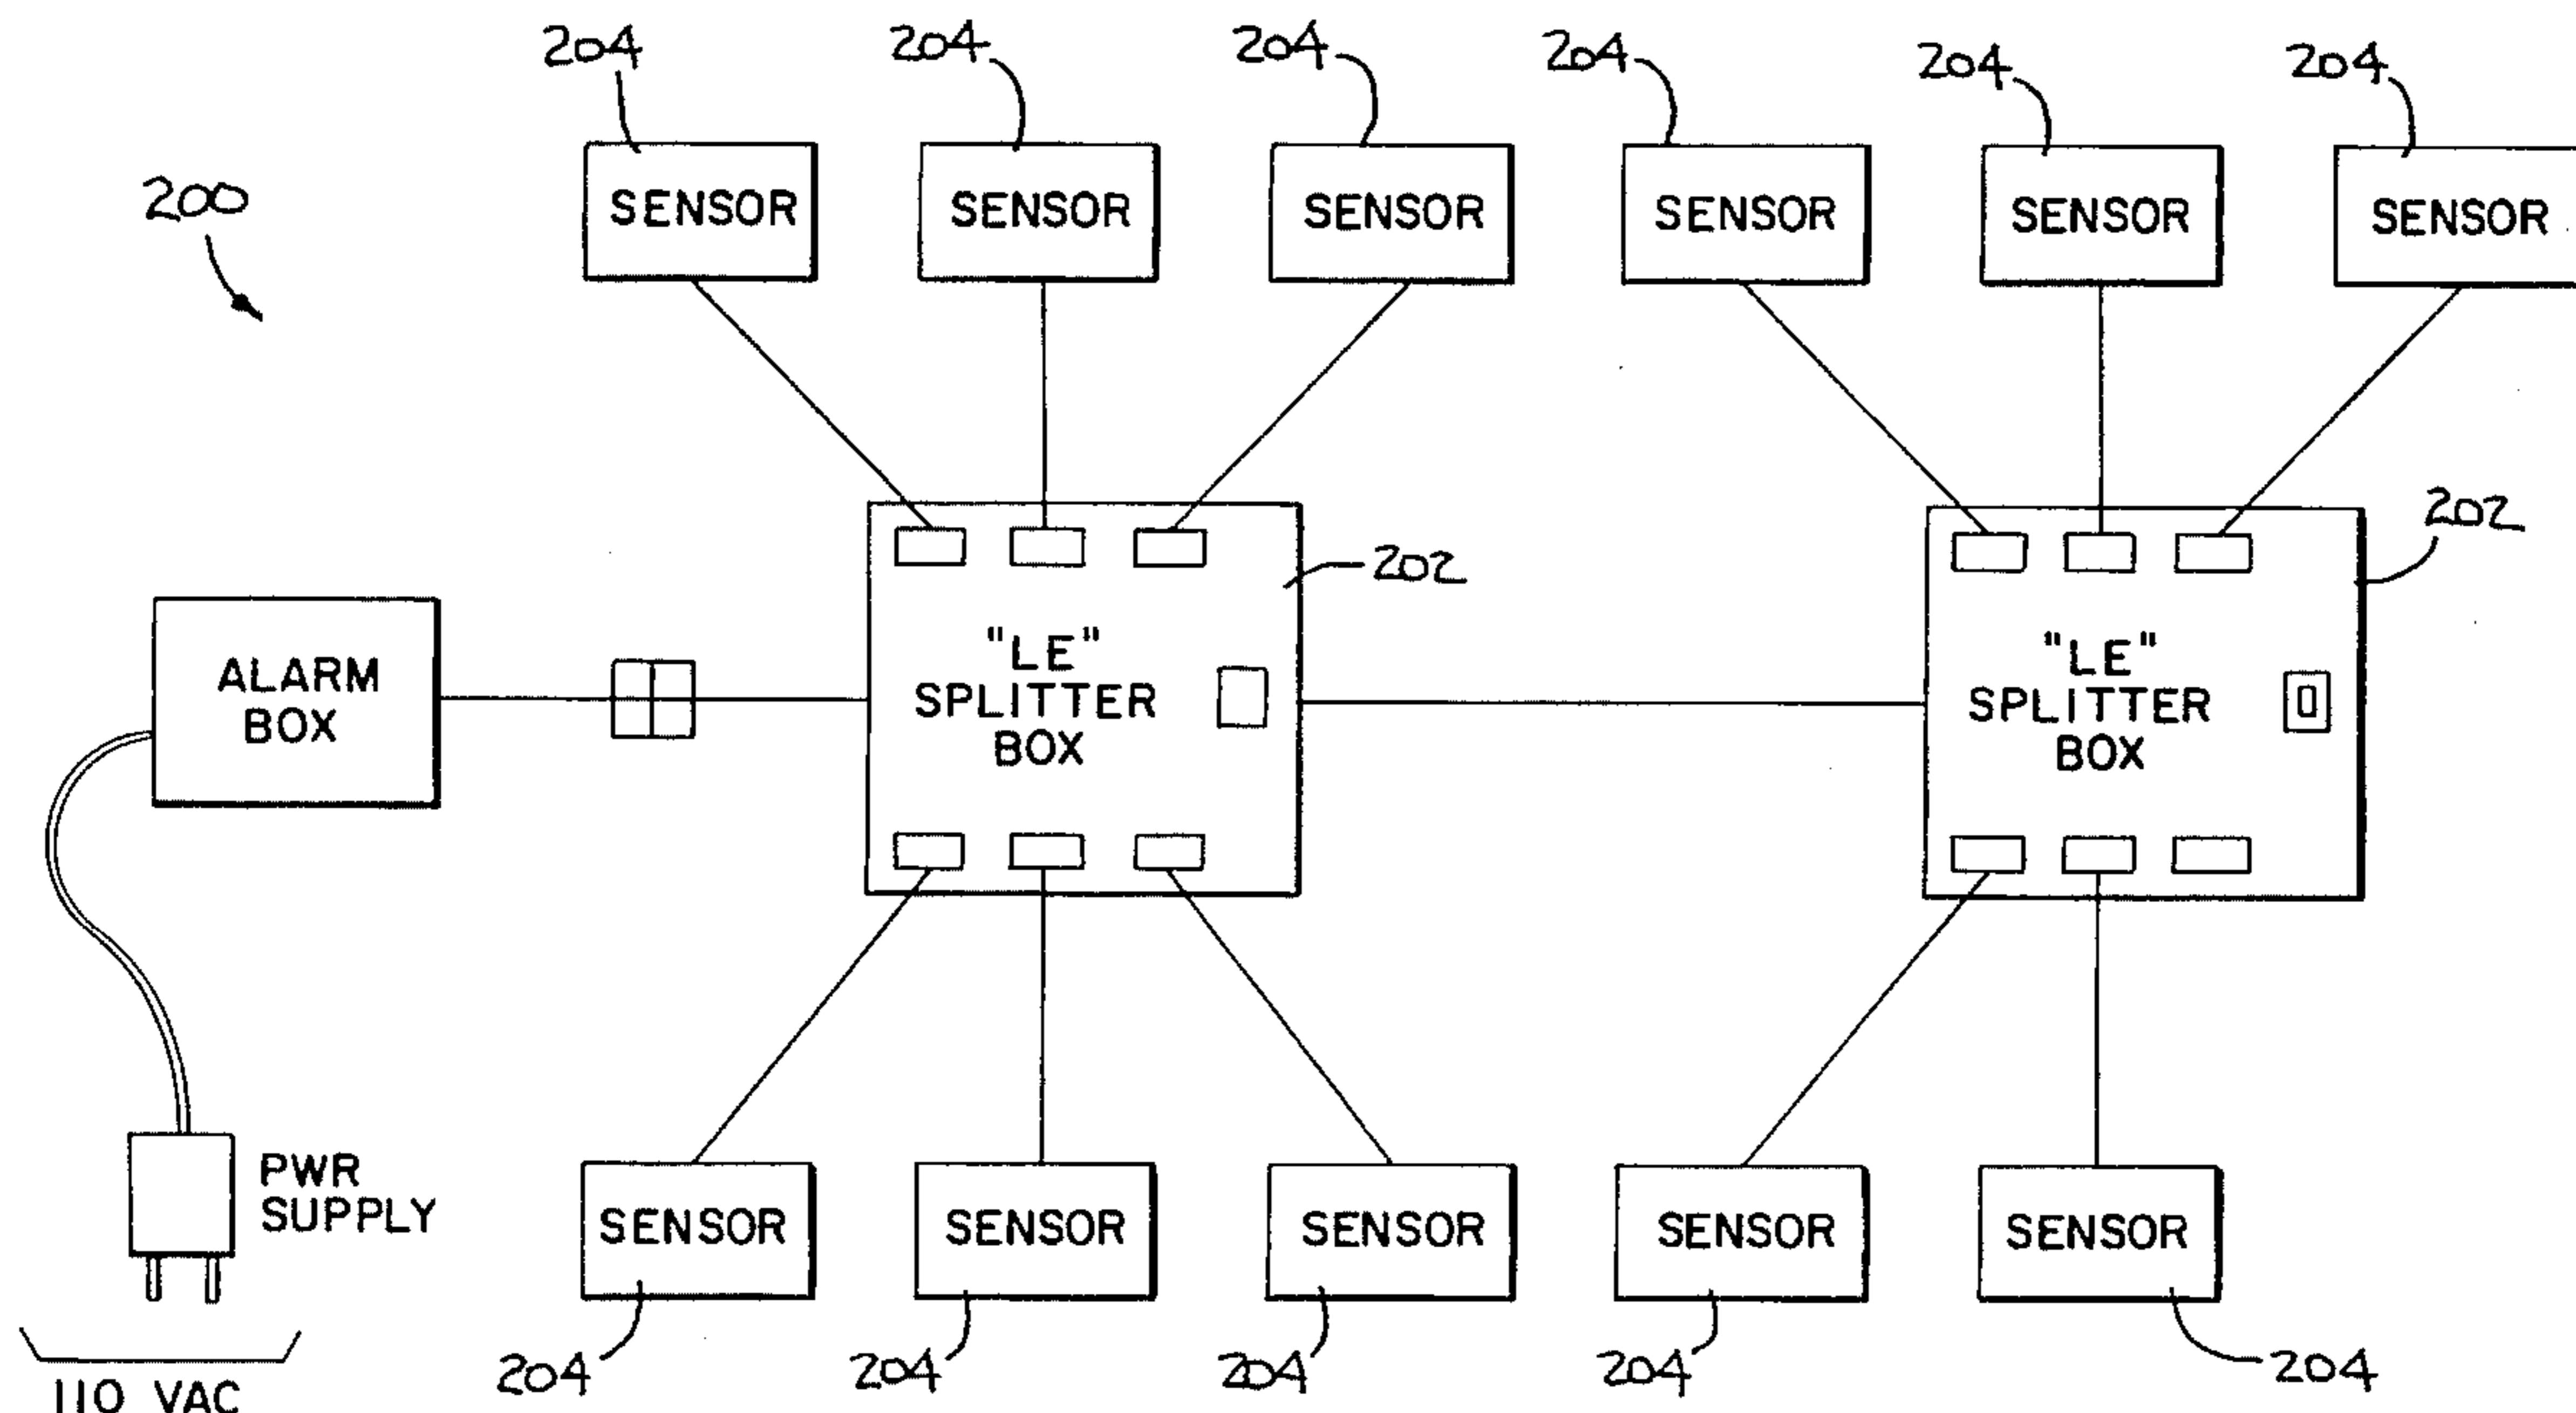 204
204
204
204
204
204
200
SENSOR
SENSOR
SENSOR
SENSOR
SENSOR
SENSOR
202
202
ALARM
BOX
"LE"
SPLITTER
BOX
"LE"
SPLITTER
BOX
PWR
SUPPLY
SENSOR
SENSOR
SENSOR
SENSOR
SENSOR
204
204
204
204
204
110 VAC